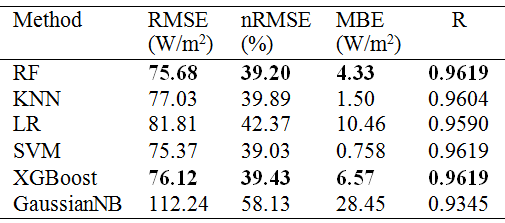 Method RMSE (W/m²) nRMSE (%) MBE (W/m²) R
RF 75.68 39.20 4.33 0.9619
KNN 77.03 39.89 1.50 0.9604
LR 81.81 42.37 10.46 0.9590
SVM 75.37 39.03 0.758 0.9619
XGBoost 76.12 39.43 6.57 0.9619
GaussianNB 112.24 58.13 28.45 0.9345